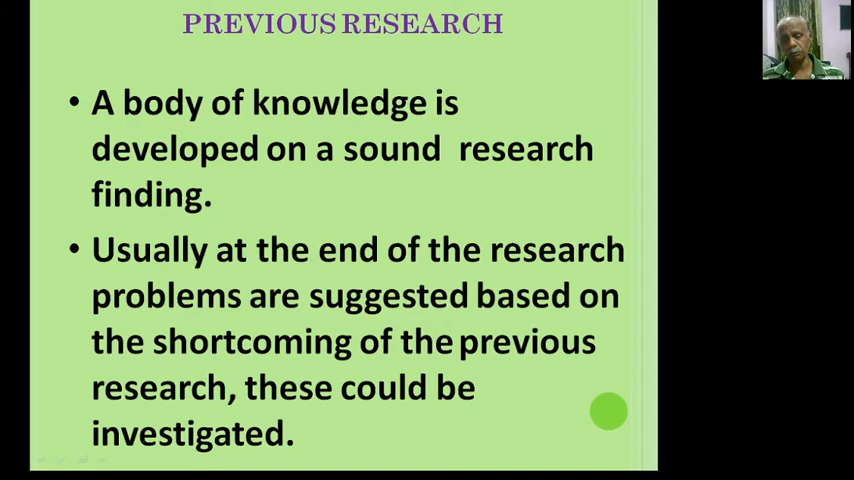 PREVIOUS RESEARCH
• A body of knowledge is
developed on a sound research
finding.
• Usually at the end of the research
problems are suggested based on
the shortcoming of the previous
research, these could be
investigated.